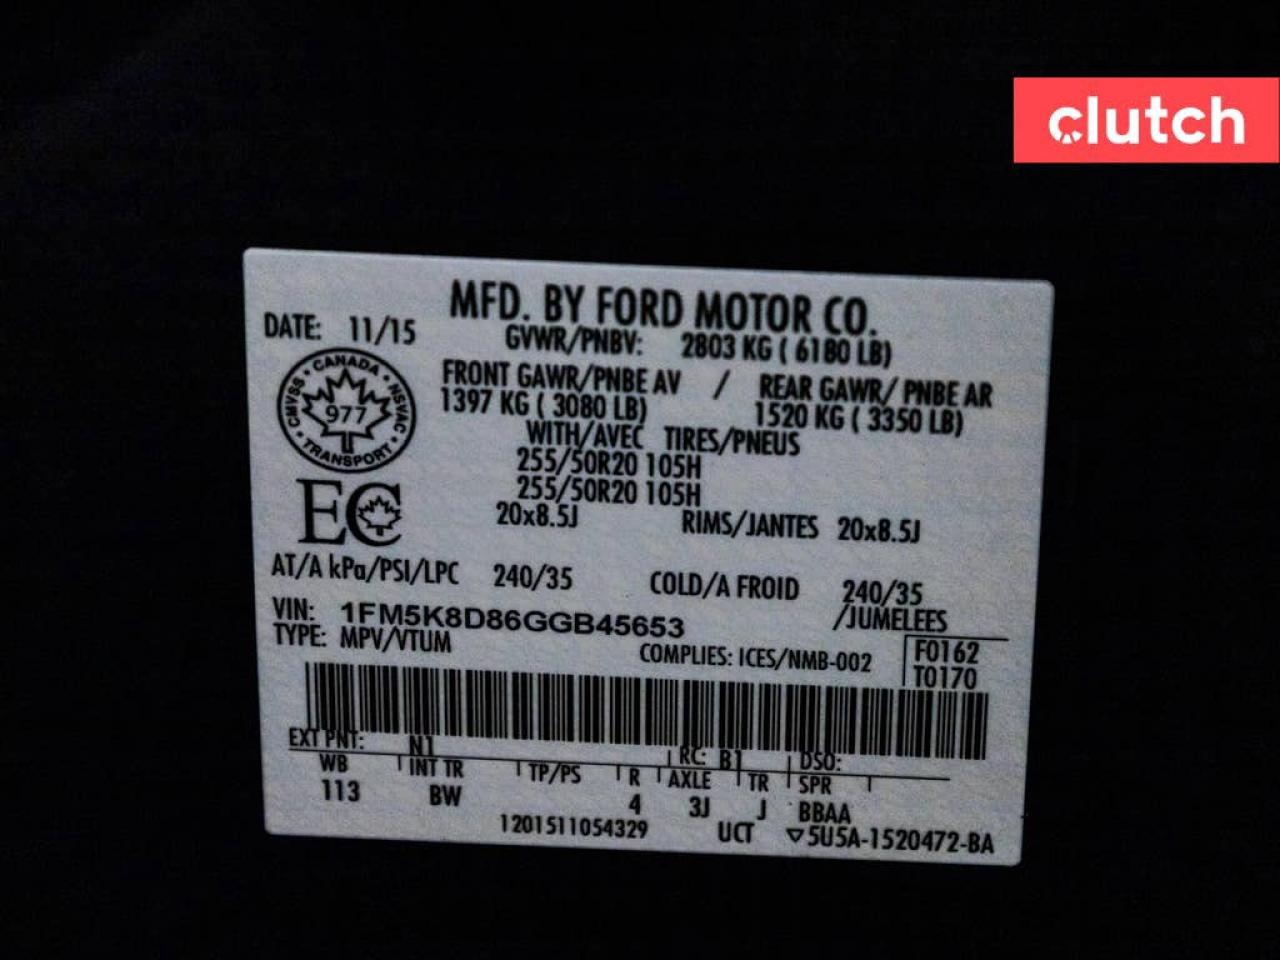 clutch
MFD. BY FORD MOTOR CO.
DATE: 11/15
GVWR/PNBV: 2803 KG ( 6180 LB)
FRONT GAWR/PNBE AV / REAR GAWR/ PNBE AR
1397 KG ( 3080 LB) 1520 KG ( 3350 LB)
WITH/AVEC TIRES/PNEUS
255/50R20 105H
255/50R20 105H
20x8.5J RIMS/JANTES 20x8.5J
CANADA • NSVAC • TRANSPORT • CMVSS •
977
EC
AT/A kPa/PSI/LPC 240/35 COLD/A FROID 240/35
VIN: 1FM5K8D86GGB45653 /JUMELEES
TYPE: MPV/VTUM COMPLIES: ICES/NMB-002
F0162
T0170
EXT PNT: N1 RC: B1 DSO:
WB INT TR TP/PS R AXLE TR SPR
113 BW 4 3J J BBAA
1201511054329 UCT ▽5U5A-1520472-BA